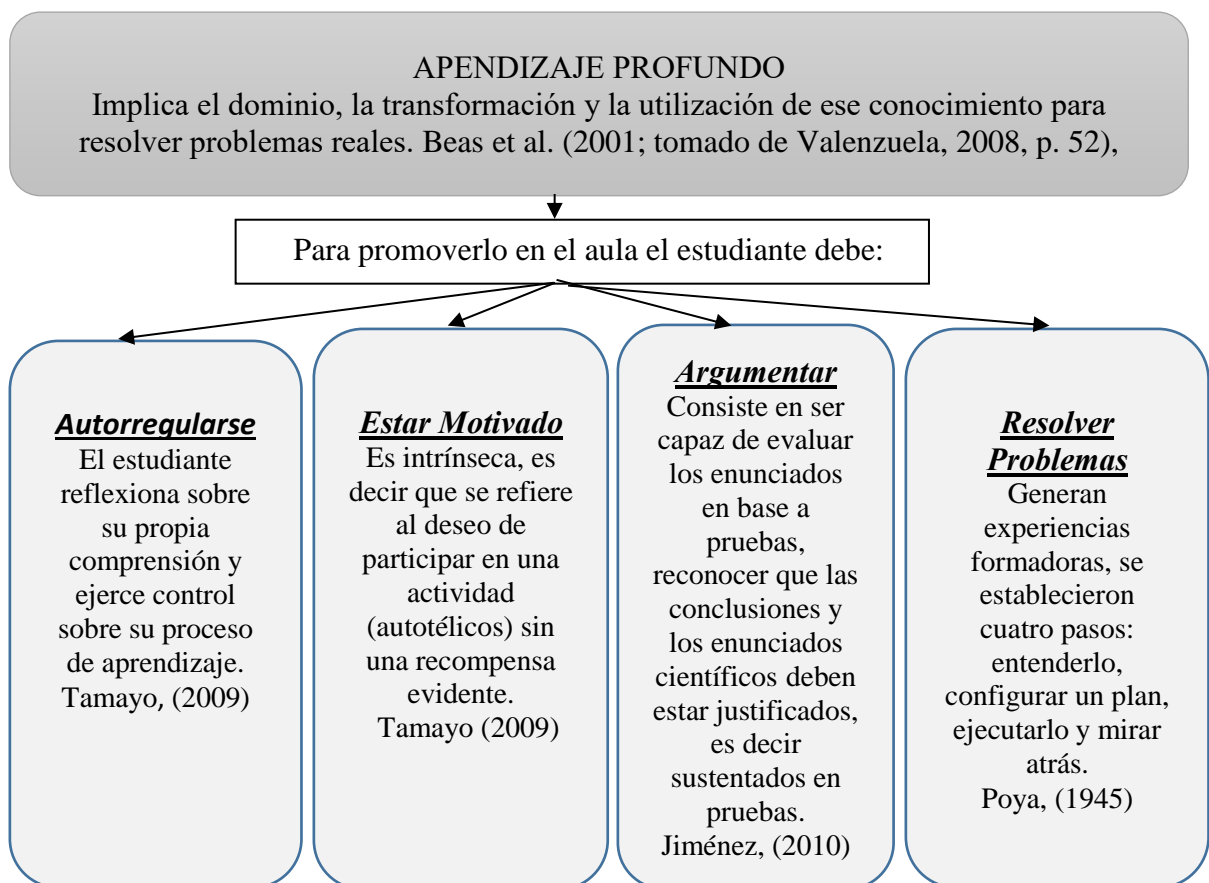 APENDIZAJE PROFUNDO
Implica el dominio, la transformación y la utilización de ese conocimiento para
resolver problemas reales. Beas et al. (2001; tomado de Valenzuela, 2008, p. 52),
Para promoverlo en el aula el estudiante debe:
Autorregularse
El estudiante
reflexiona sobre
su propia
comprensión y
ejerce control
sobre su proceso
de aprendizaje.
Tamayo, (2009)
Estar Motivado
Es intrínseca, es
decir que se refiere
al deseo de
participar en una
actividad
(autotélicos) sin
una recompensa
evidente.
Tamayo (2009)
Argumentar
Consiste en ser
capaz de evaluar
los enunciados
en base a
pruebas,
reconocer que las
conclusiones y
los enunciados
científicos deben
estar justificados,
es decir
sustentados en
pruebas.
Jiménez, (2010)
Resolver
Problemas
Generan
experiencias
formadoras, se
establecieron
cuatro pasos:
entenderlo,
configurar un plan,
ejecutarlo y mirar
atrás.
Poya, (1945)